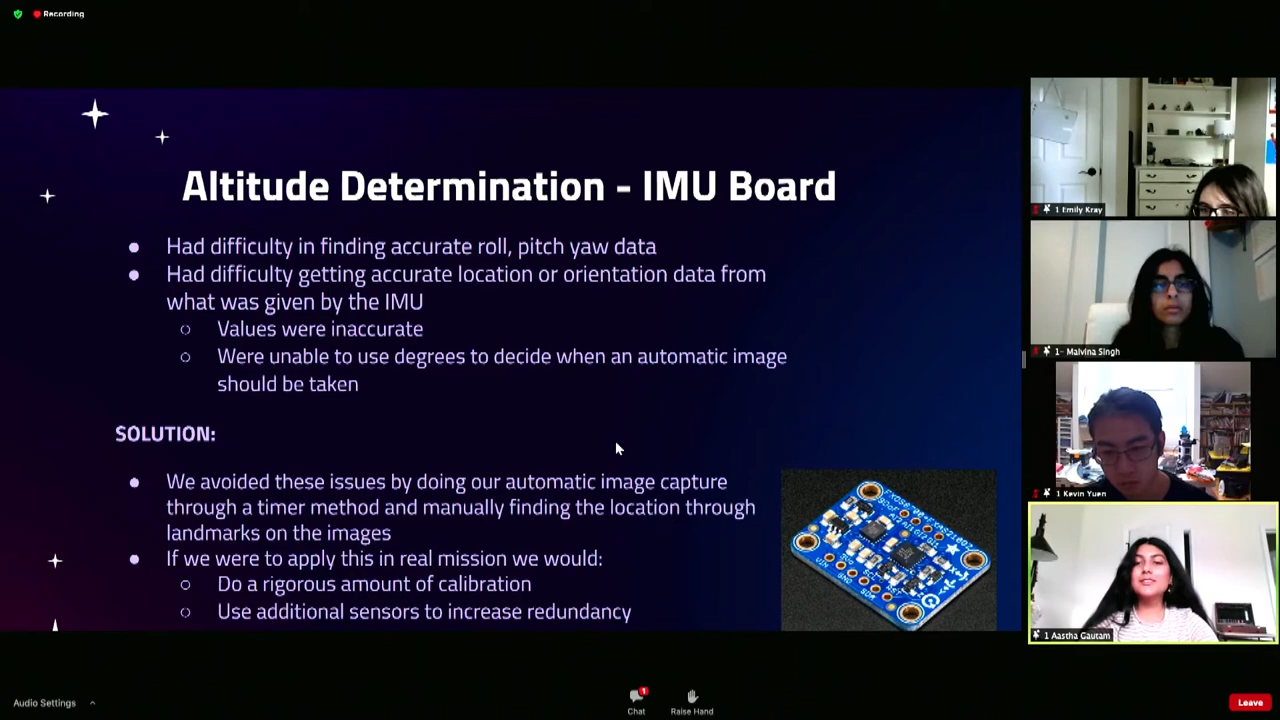 Recording
Altitude Determination - IMU Board
Had difficulty in finding accurate roll, pitch yaw data
Had difficulty getting accurate location or orientation data from
what was given by the IMU
Values were inaccurate
Were unable to use degrees to decide when an automatic image
should be taken
SOLUTION:
We avoided these issues by doing our automatic image capture
through a timer method and manually finding the location through
landmarks on the images
If we were to apply this in real mission we would:
Do a rigorous amount of calibration
Use additional sensors to increase redundancy
1 Emily Kray
1- Malvina Singh
1 Kevin Yuen
1 Aastha Gautam
Audio Settings
1
Chat
Raise Hand
Leave